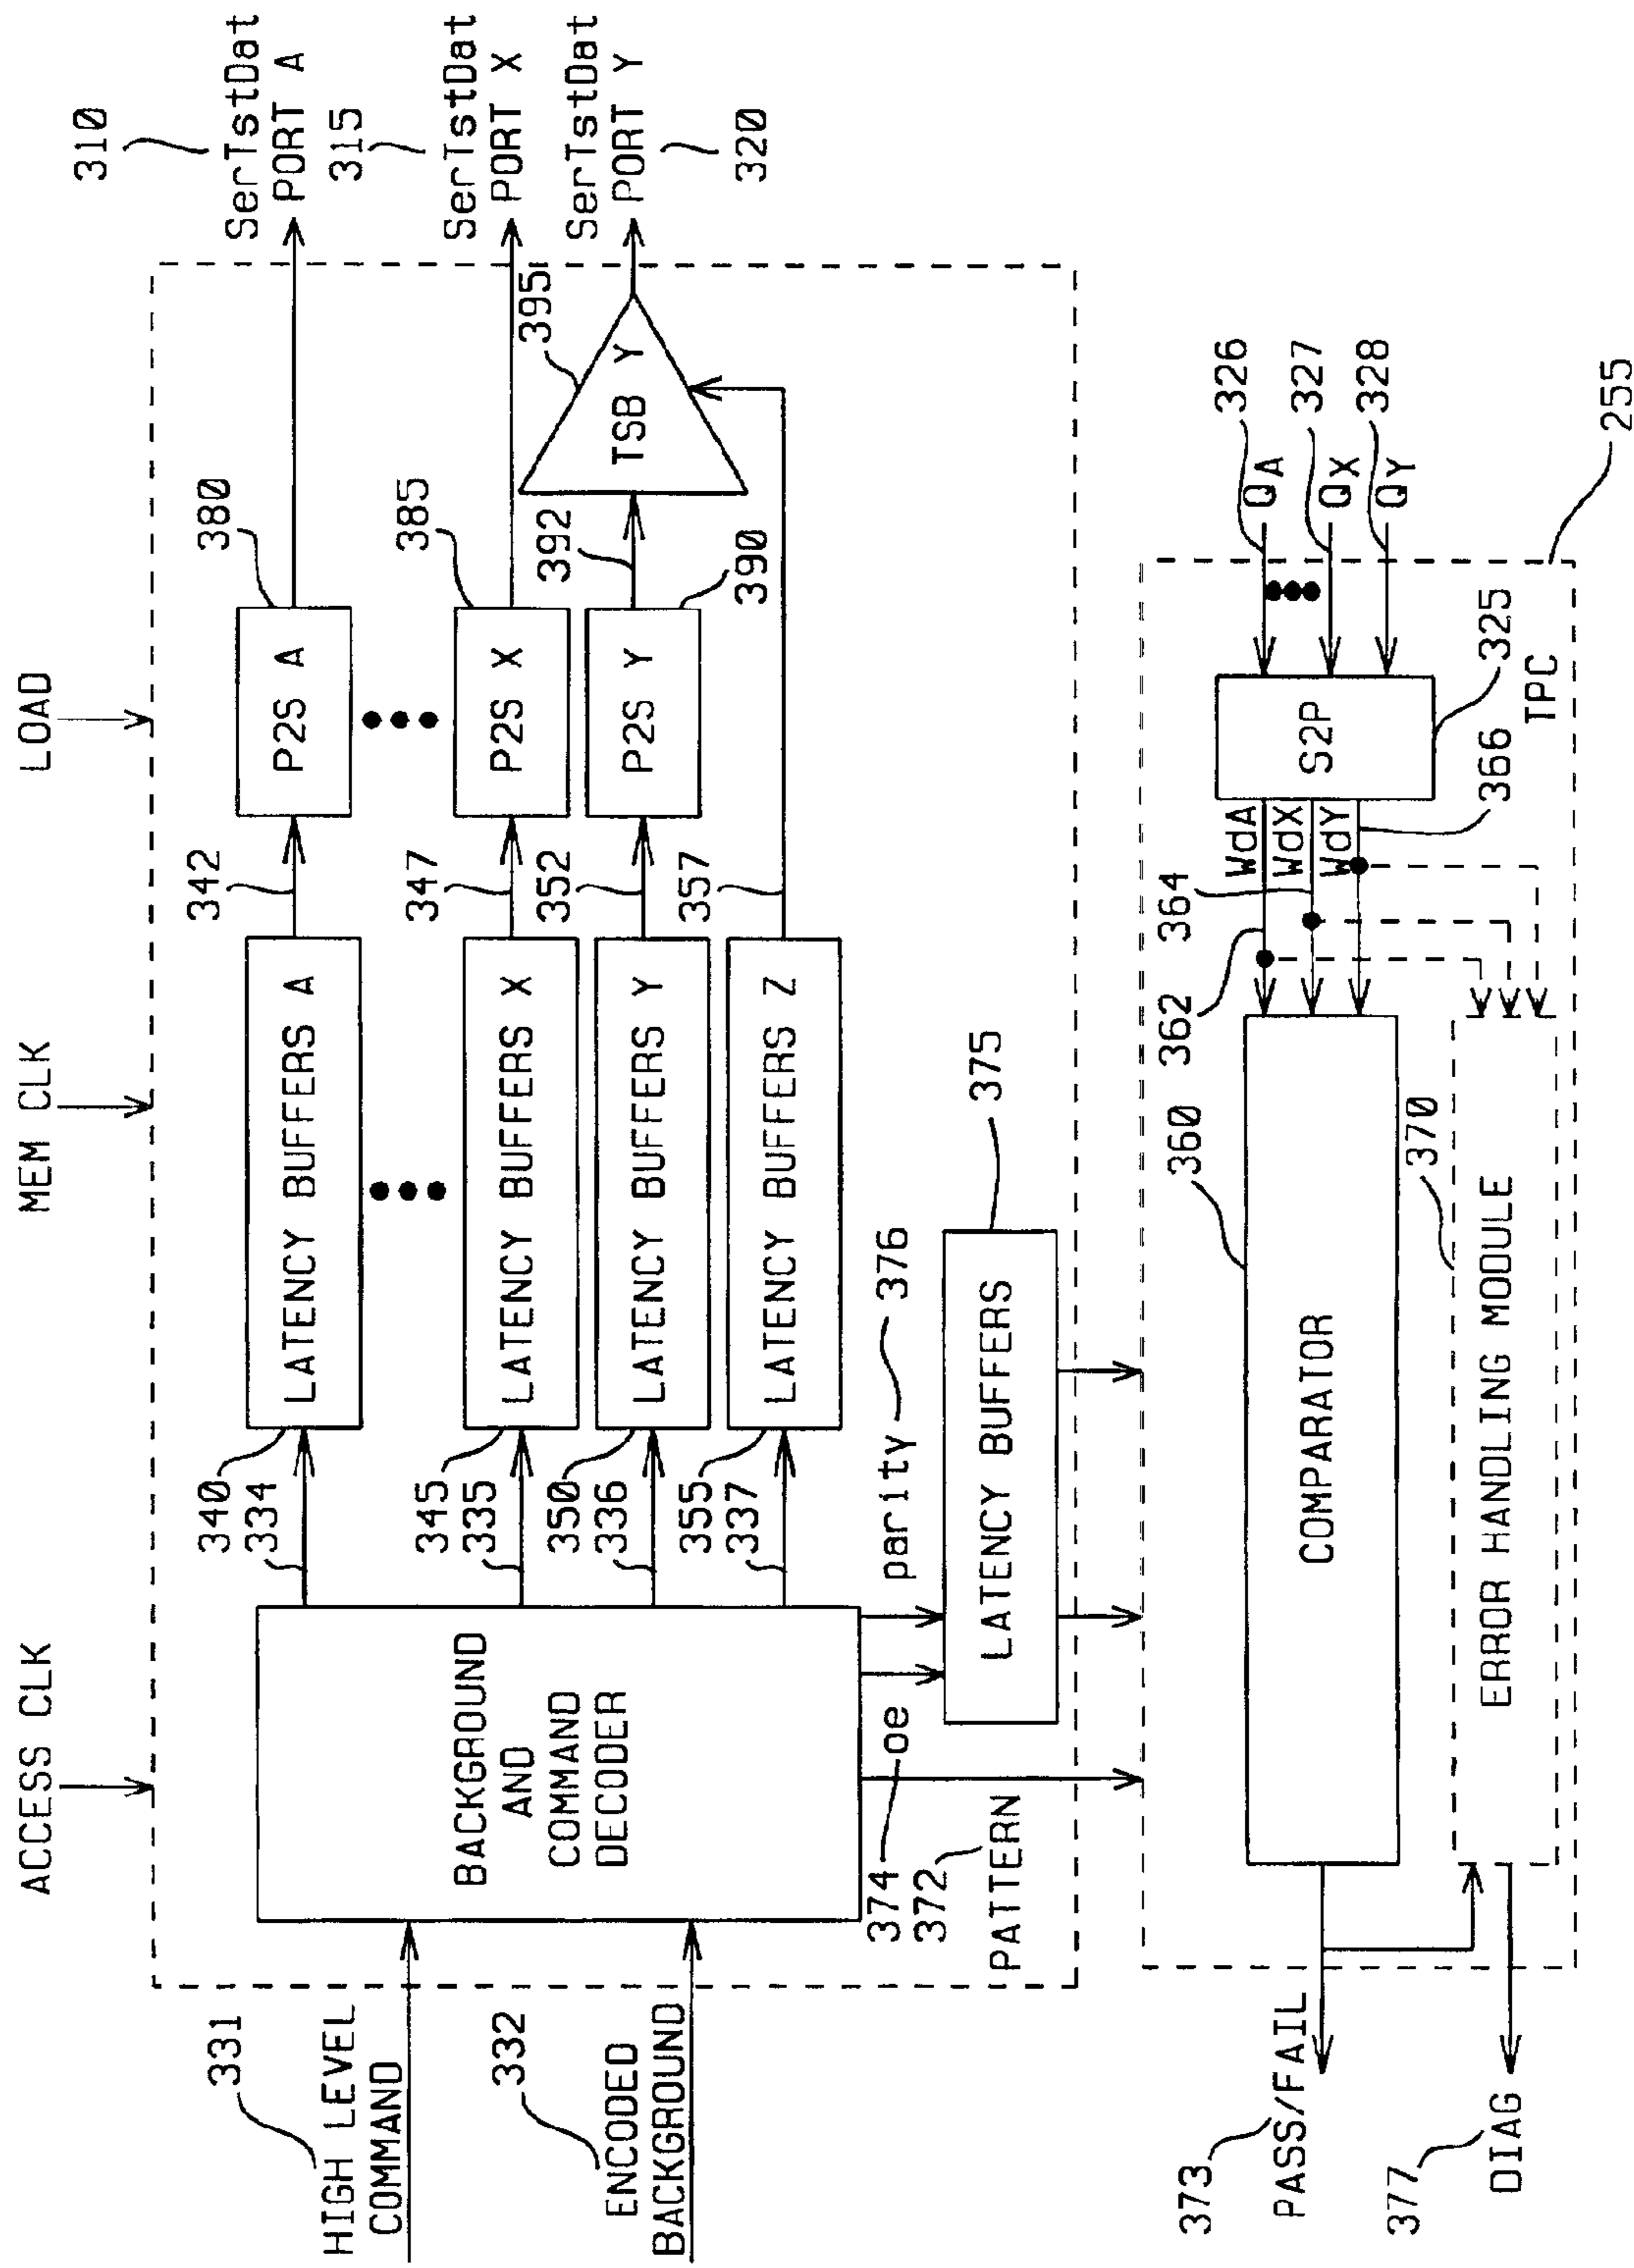 ACCESS CLK
MEM CLK
LOAD
331
HIGH LEVEL
COMMAND
332
ENCODED
BACKGROUND
BACKGROUND
AND
COMMAND
DECODER
340
334
LATENCY BUFFERS A
342
P2S A
380
310
SerTstDat
PORT A
345
335
LATENCY BUFFERS X
347
P2S X
385
315
SerTstDat
PORT X
350
336
LATENCY BUFFERS Y
352
P2S Y
390
392
TSB Y
395
SerTstDat
PORT Y
320
355
337
LATENCY BUFFERS Z
357
374 oe
372
PATTERN
parity 376
LATENCY BUFFERS
375
362
364
WdA
WdX
WdY
366
S2P
325
QA 326
QX 327
QY 328
TPC
255
360
COMPARATOR
370
ERROR HANDLING MODULE
373
PASS/FAIL
377
DIAG